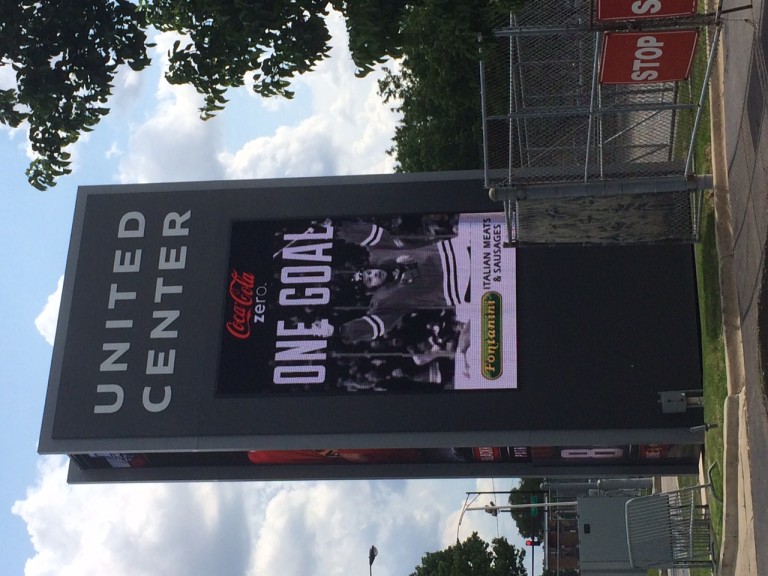 UNITED
CENTER
Coca-Cola
zero.
ONE GOAL
Fontanini
ITALIAN MEATS
& SAUSAGES
STOP